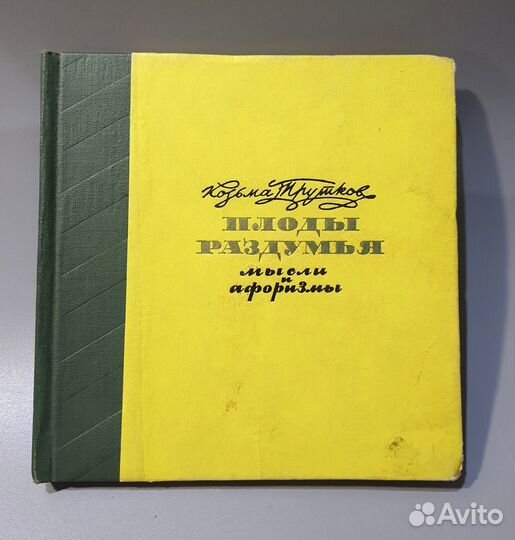 Козьма Прутков
ПЛОДЫ
РАЗДУМЬЯ
мысли
и
афоризмы
Avito